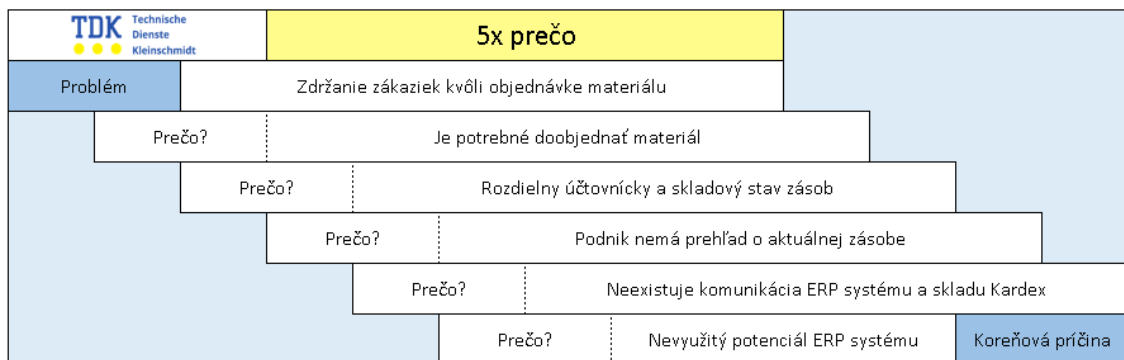 TDK Technische
Dienste
Kleinschmidt
5x prečo
Problém Zdržanie zákaziek kvôli objednávke materiálu
Prečo? Je potrebné doobjednať materiál
Prečo? Rozdielny účtovnícky a skladový stav zásob
Prečo? Podnik nemá prehľad o aktuálnej zásobe
Prečo? Neexistuje komunikácia ERP systému a skladu Kardex
Prečo? Nevyužitý potenciál ERP systému Koreňová príčina